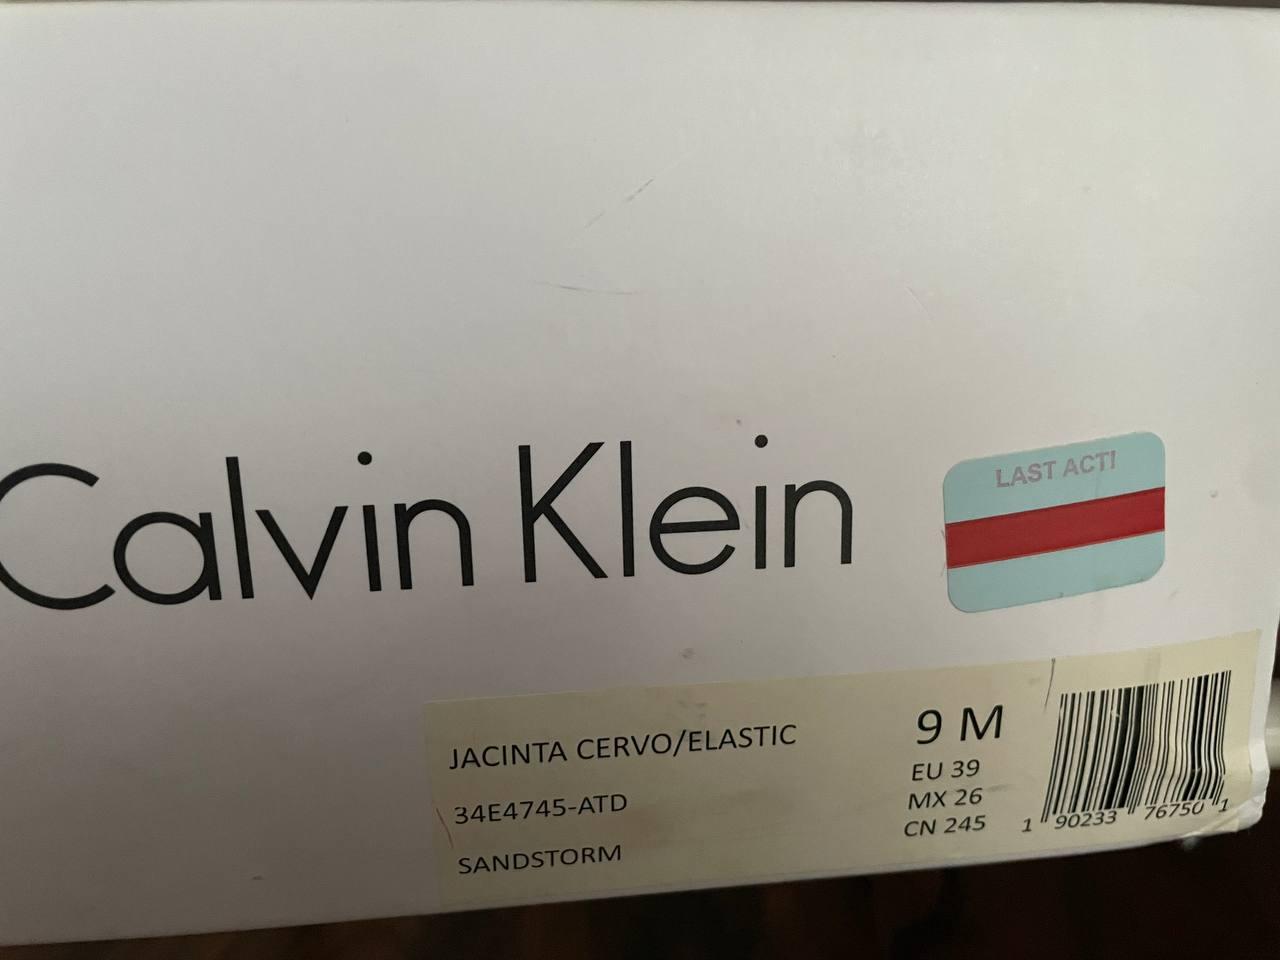 Calvin Klein
LAST ACT!
JACINTA CERVO/ELASTIC
34E4745-ATD
SANDSTORM
9 M
EU 39
MX 26
CN 245
1 90233 76750 1